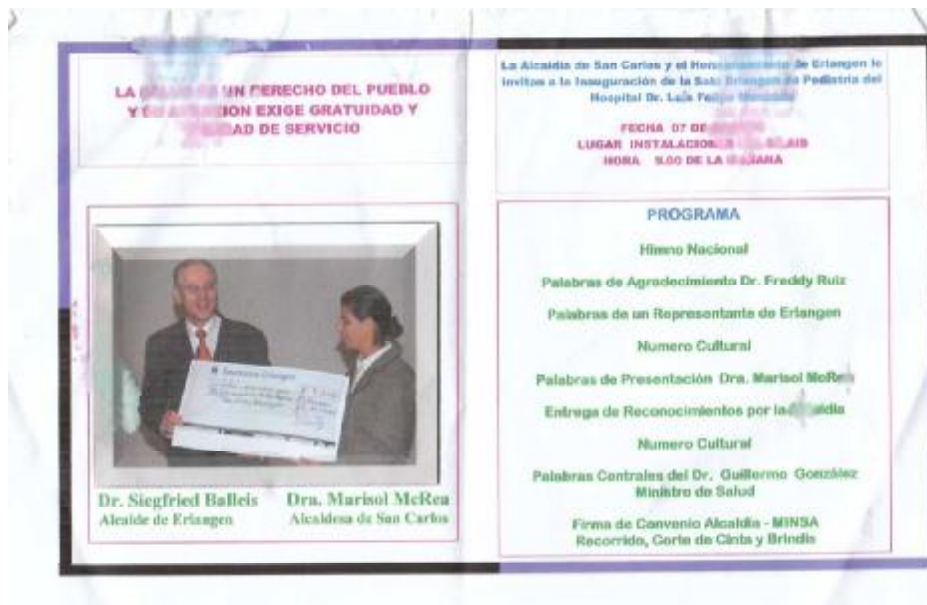 LA UN DERECHO DEL PUEBLO
Y EXIGE GRATUIDAD Y
DE SERVICIO
Dr. Siegfried Balleis
Alcalde de Erlangen
Dra. Marisol McRea
Alcaldesa de San Carlos
La Alcaldia de San Carlos y el de Erlangen le
invitan a la Inauguración de la Sala Erlangen de Pediatria del
Hospital Dr. Luis Felipe
FECHA 07 DE
LUGAR INSTALACIONES
HORA 9.00 DE LA MAÑANA
PROGRAMA
Himno Nacional
Palabras de Agradecimiento Dr. Freddy Ruiz
Palabras de un Representante de Erlangen
Numero Cultural
Palabras de Presentación Dra. Marisol McRea
Entrega de Reconocimientos por la Alcaldia
Numero Cultural
Palabras Centrales del Dr. Guillermo González
Ministro de Salud
Firma de Convenio Alcaldía - MINSA
Recorrido, Corte de Cinta y Brindis